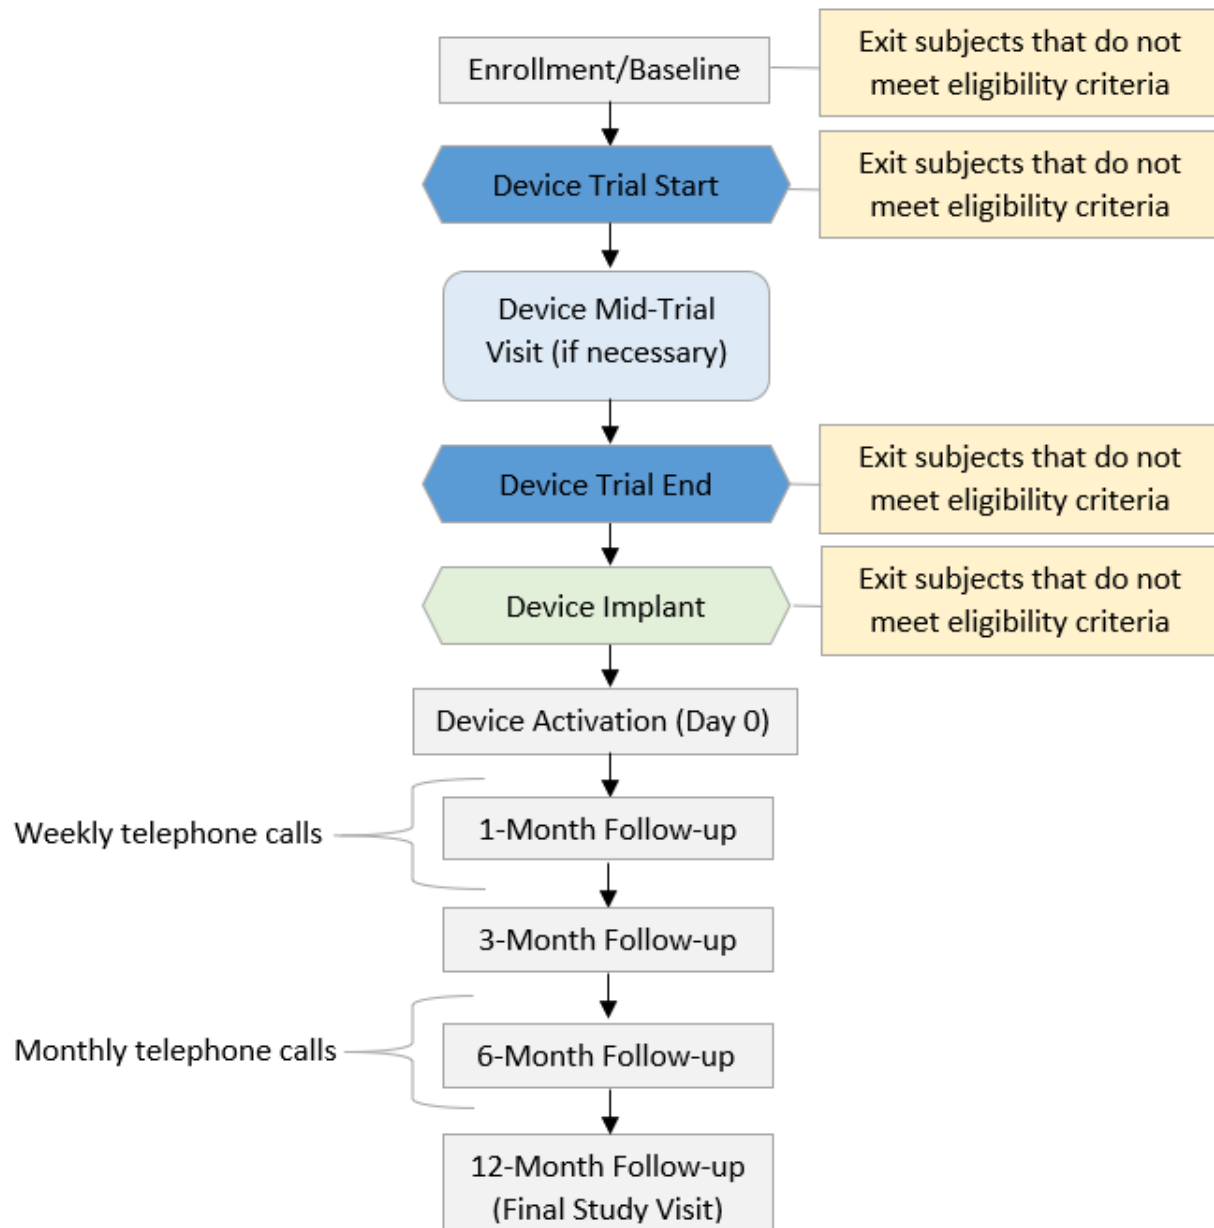 Enrollment/Baseline
Exit subjects that do not
meet eligibility criteria
Device Trial Start
Exit subjects that do not
meet eligibility criteria
Device Mid-Trial
Visit (if necessary)
Device Trial End
Exit subjects that do not
meet eligibility criteria
Device Implant
Exit subjects that do not
meet eligibility criteria
Device Activation (Day 0)
Weekly telephone calls
1-Month Follow-up
3-Month Follow-up
Monthly telephone calls
6-Month Follow-up
12-Month Follow-up
(Final Study Visit)